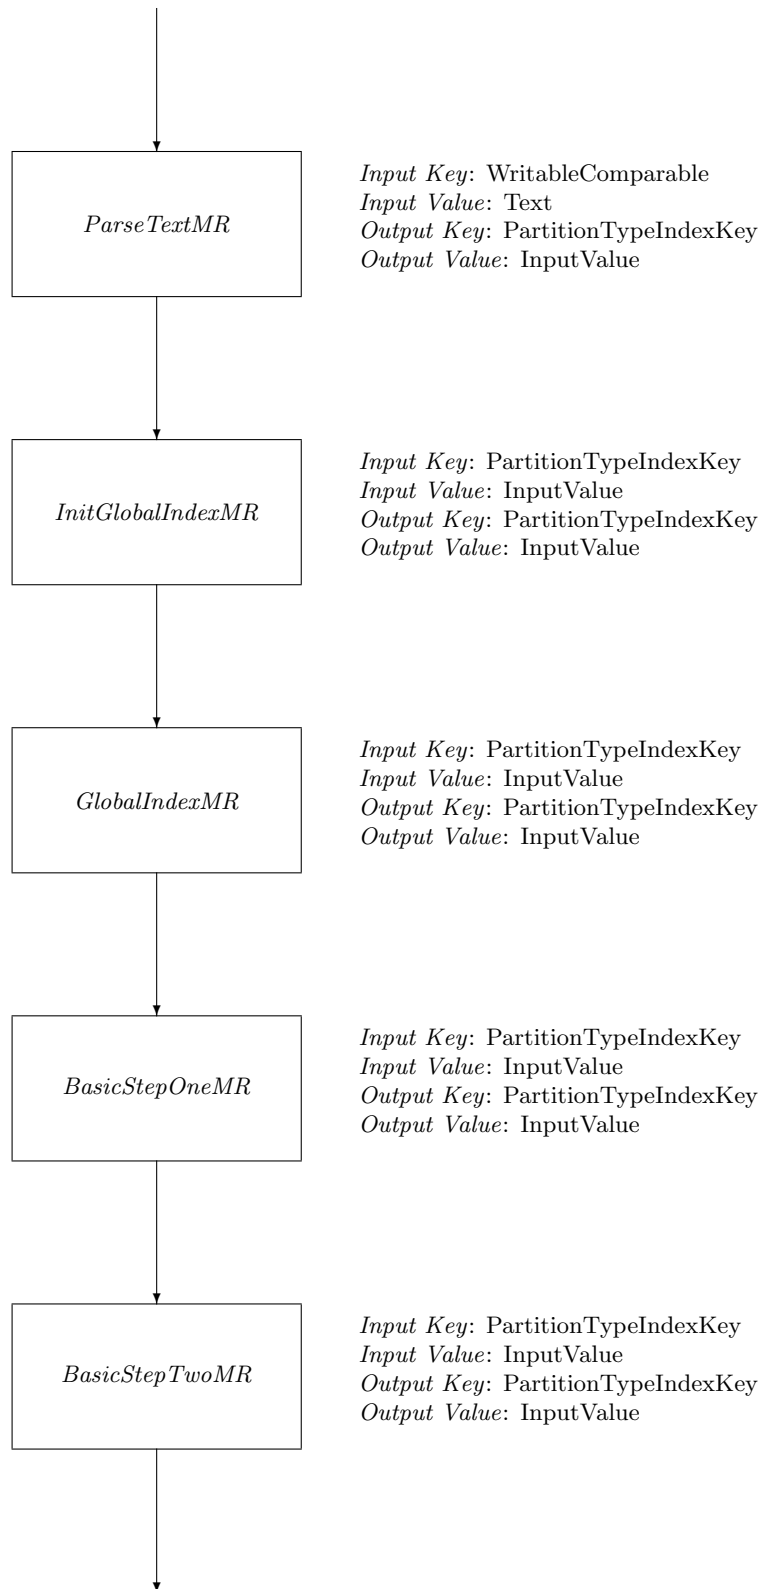 ParseTextMR
Input Key: WritableComparable
Input Value: Text
Output Key: PartitionTypeIndexKey
Output Value: InputValue
InitGlobalIndexMR
Input Key: PartitionTypeIndexKey
Input Value: InputValue
Output Key: PartitionTypeIndexKey
Output Value: InputValue
GlobalIndexMR
Input Key: PartitionTypeIndexKey
Input Value: InputValue
Output Key: PartitionTypeIndexKey
Output Value: InputValue
BasicStepOneMR
Input Key: PartitionTypeIndexKey
Input Value: InputValue
Output Key: PartitionTypeIndexKey
Output Value: InputValue
BasicStepTwoMR
Input Key: PartitionTypeIndexKey
Input Value: InputValue
Output Key: PartitionTypeIndexKey
Output Value: InputValue